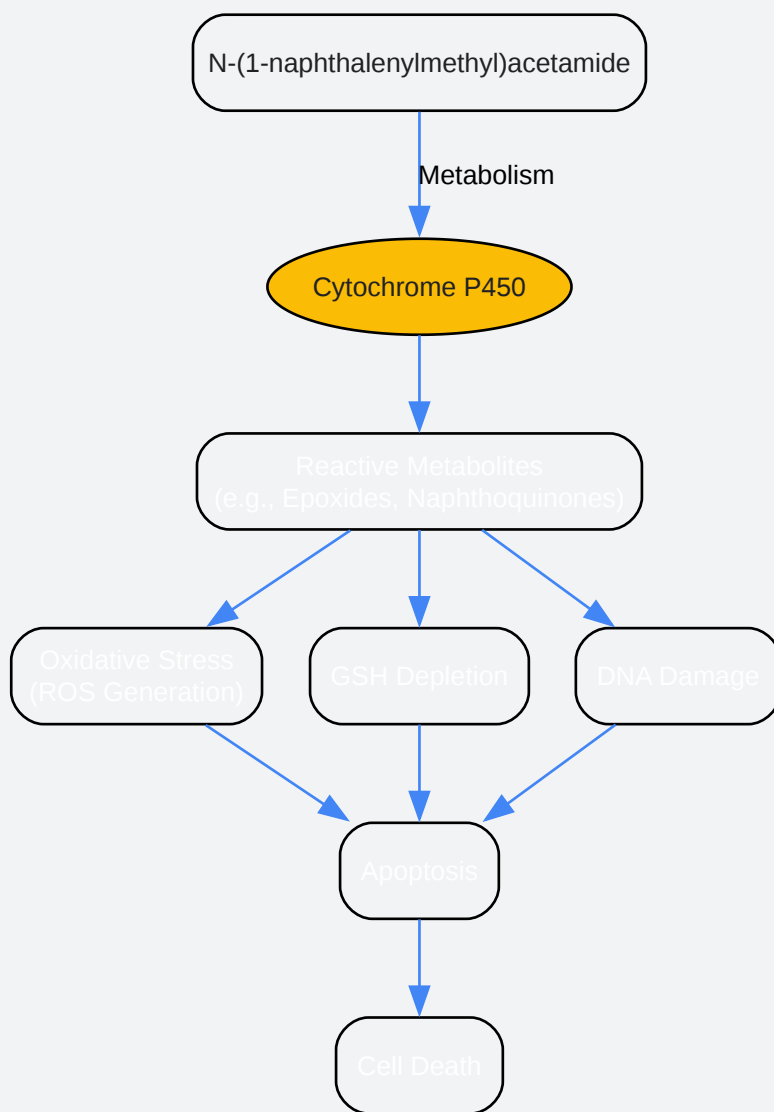 N-(1-naphthalenylmethyl)acetamide
Metabolism
Cytochrome P450
Reactive Metabolites
(e.g., Epoxides, Naphthoquinones)
Oxidative Stress
(ROS Generation)
GSH Depletion
DNA Damage
Apoptosis
Cell Death